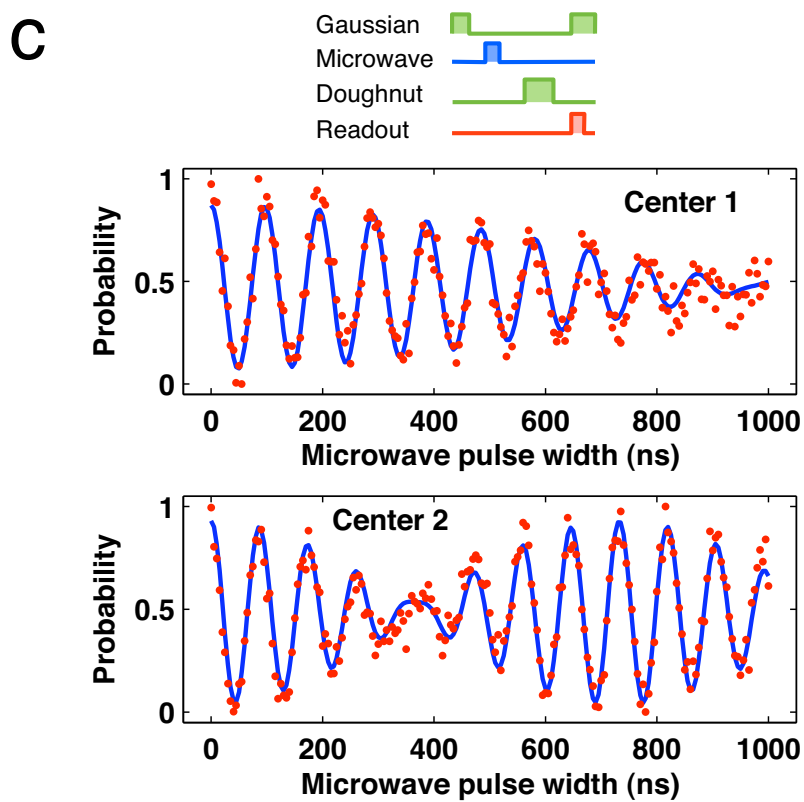 C
Gaussian
Microwave
Doughnut
Readout
Center 1
Probability
1
0.5
0
0 200 400 600 800 1000
Microwave pulse width (ns)
Center 2
Probability
1
0.5
0
0 200 400 600 800 1000
Microwave pulse width (ns)